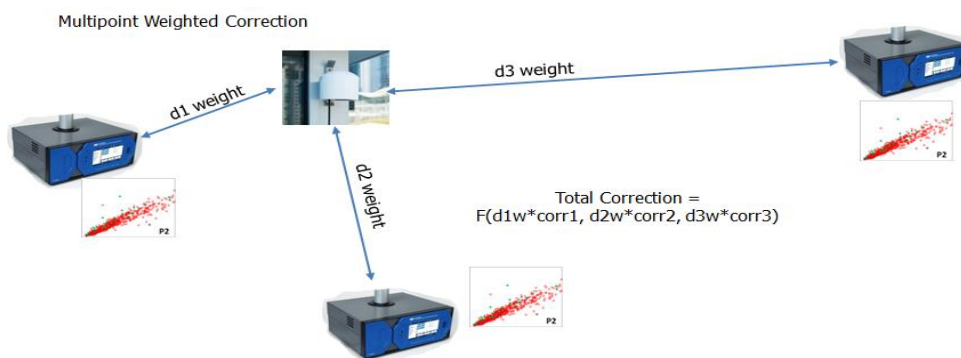 Multipoint Weighted Correction
d1 weight
d3 weight
d2 weight
P2
P2
Total Correction =
F(d1w*corr1, d2w*corr2, d3w*corr3)
P2